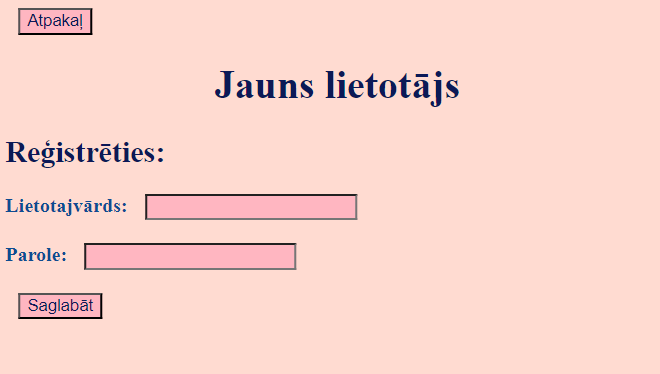 Atpakaļ
Jauns lietotājs
Reģistrēties:
Lietotajvārds:
Parole:
Saglabāt